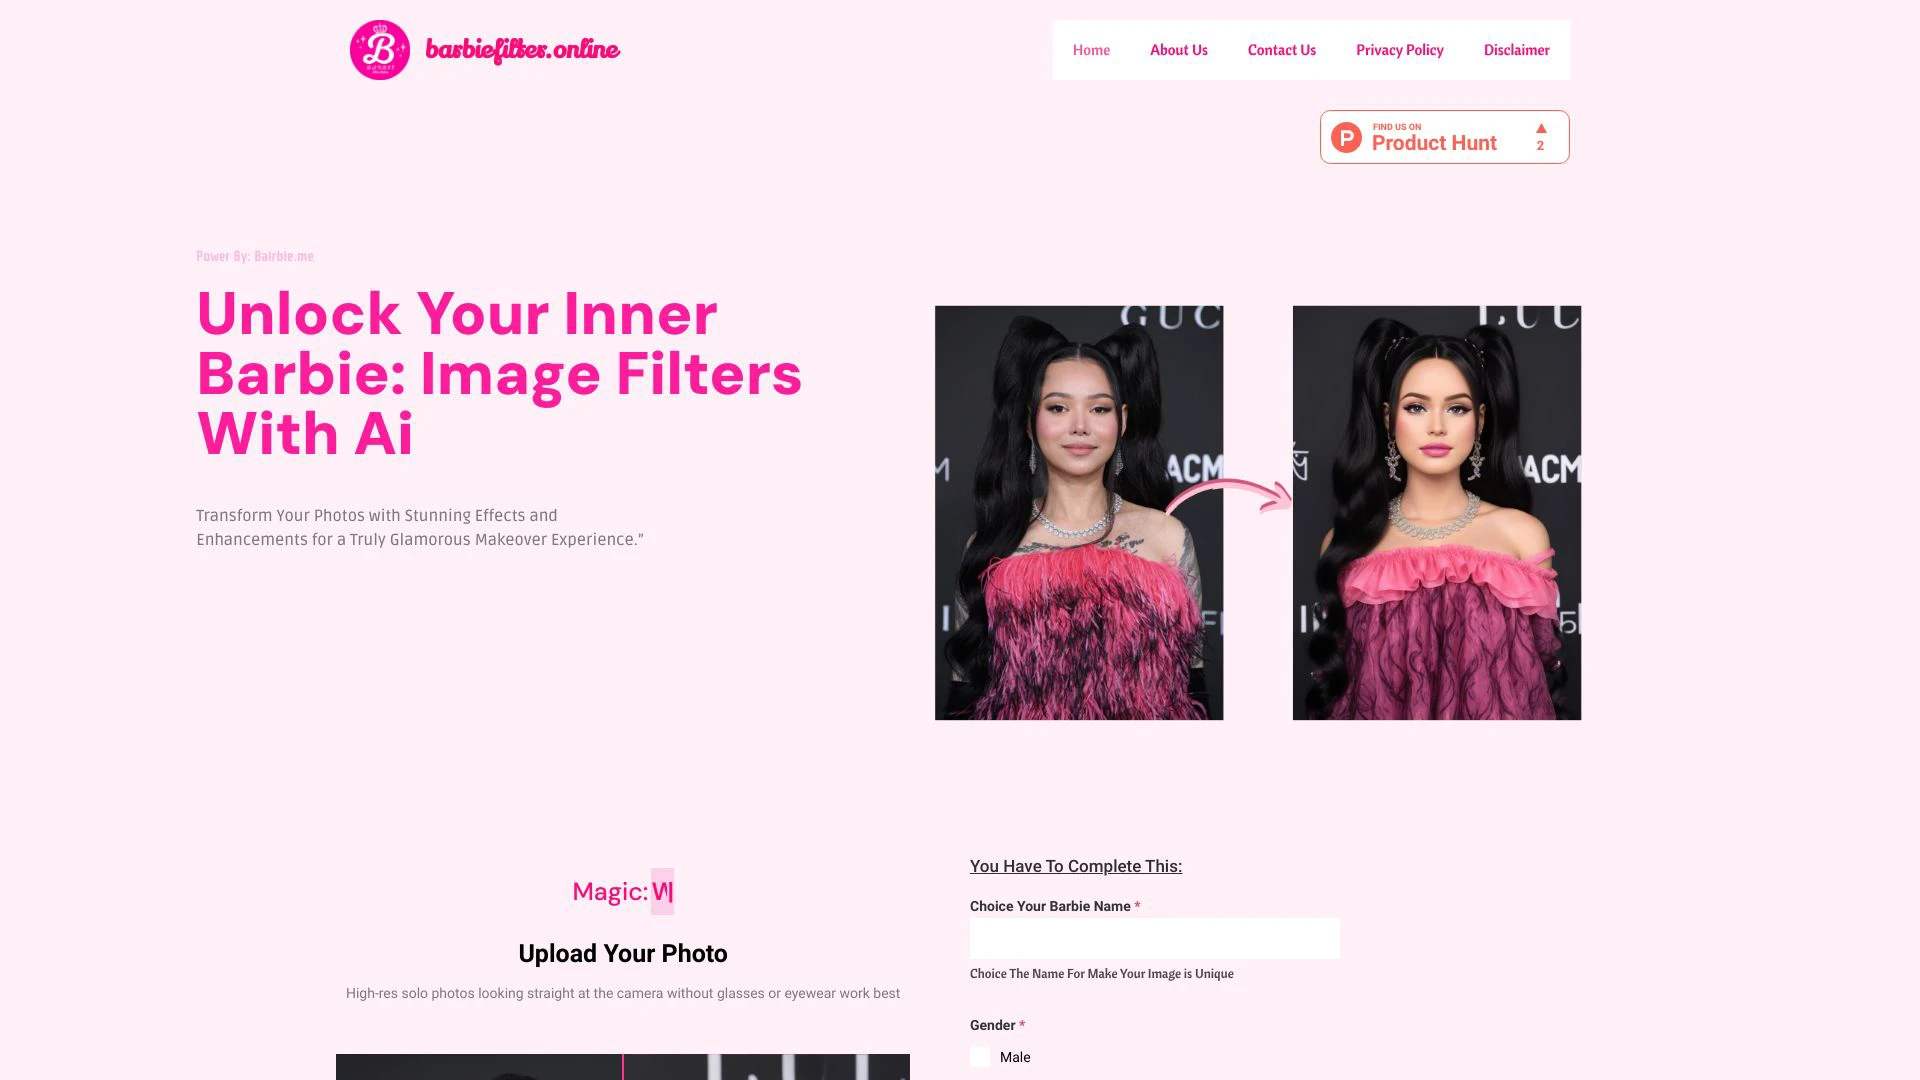 B
barbiefilter.online
Home
About Us
Contact Us
Privacy Policy
Disclaimer
P
FIND US ON
Product Hunt
2
Power By: Bairbie.me
Unlock Your Inner
Barbie: Image Filters
With Ai
Transform Your Photos with Stunning Effects and
Enhancements for a Truly Glamorous Makeover Experience.”
GUC
ACM
ACM
Magic: W
Upload Your Photo
High-res solo photos looking straight at the camera without glasses or eyewear work best
You Have To Complete This:
Choice Your Barbie Name *
Choice The Name For Make Your Image is Unique
Gender *
Male